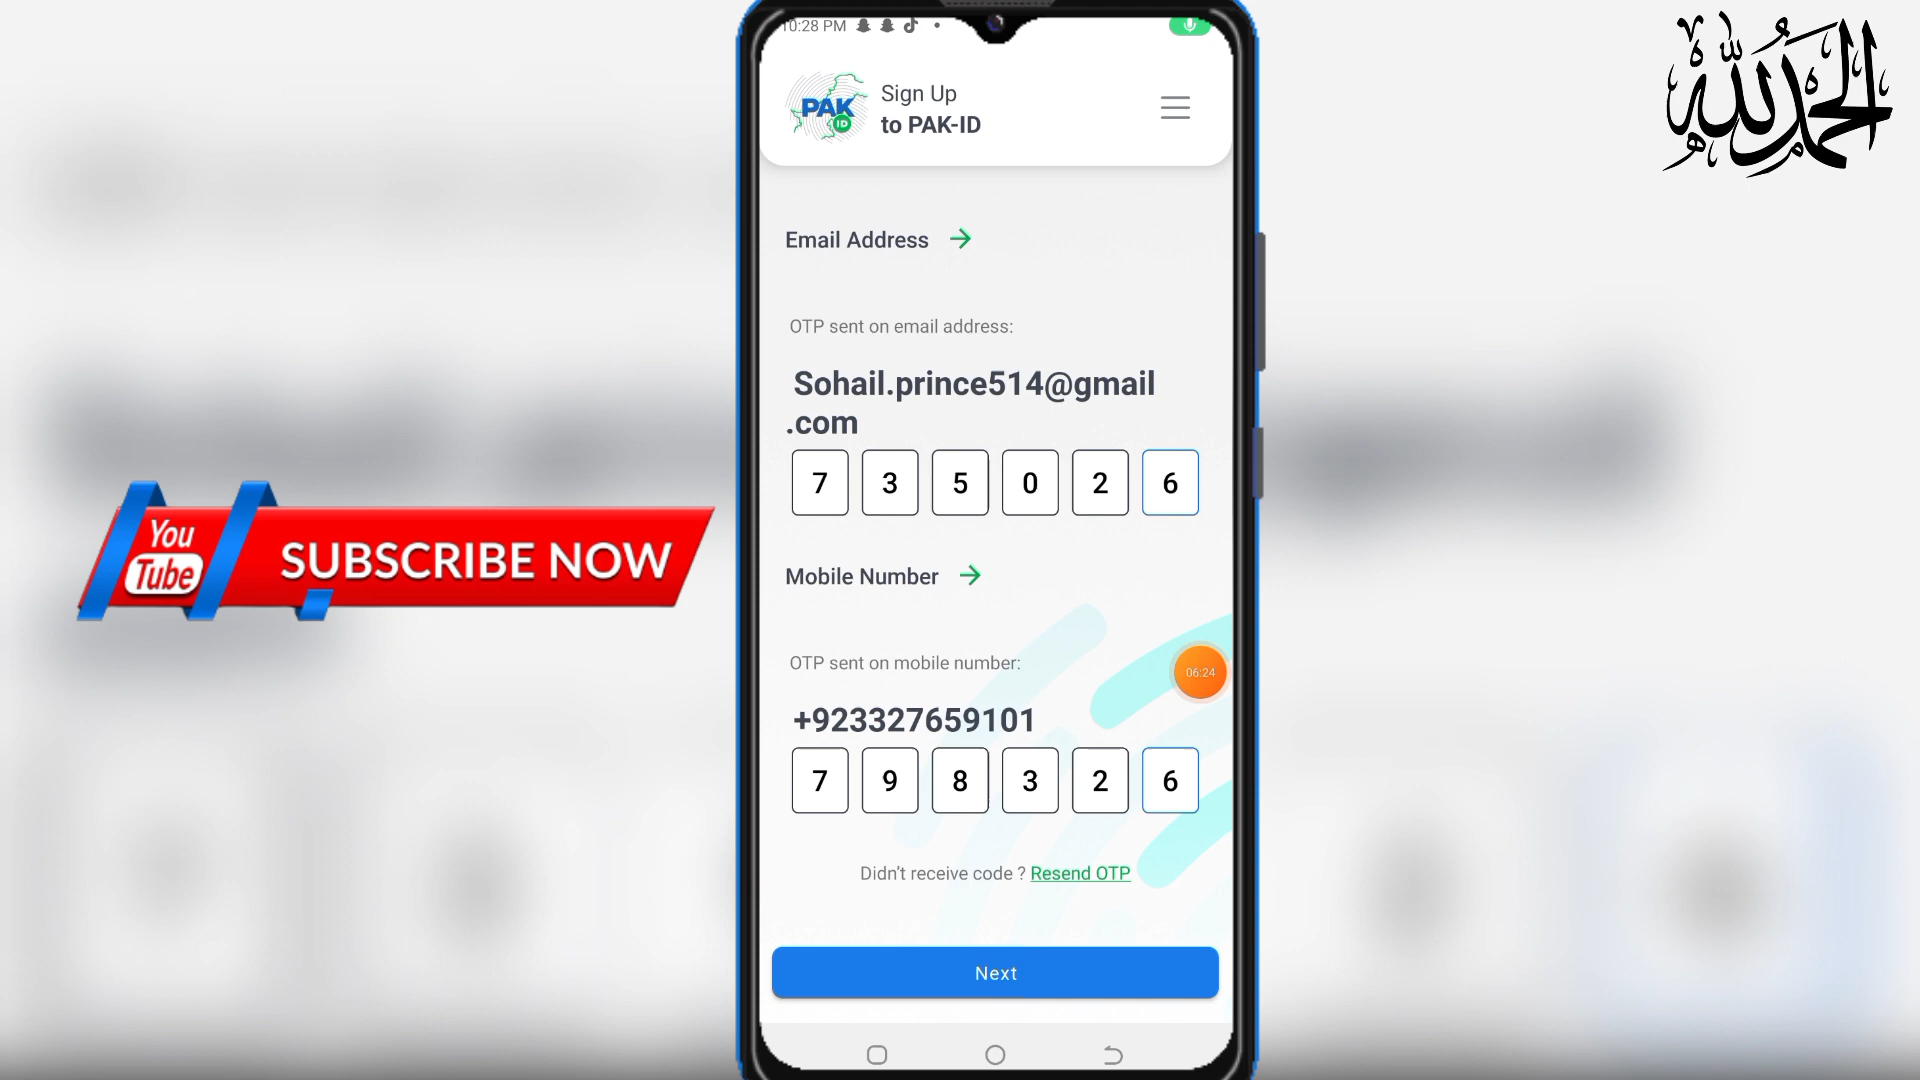 10:28 PM
PAK
ID
Sign Up
to PAK-ID
الحمد لله
Email Address
OTP sent on email address:
Sohail.prince514@gmail
.com
7 3 5 0 2 6
You
Tube
SUBSCRIBE NOW
Mobile Number
OTP sent on mobile number:
06:24
+923327659101
7 9 8 3 2 6
Didn't receive code ? Resend OTP
Next